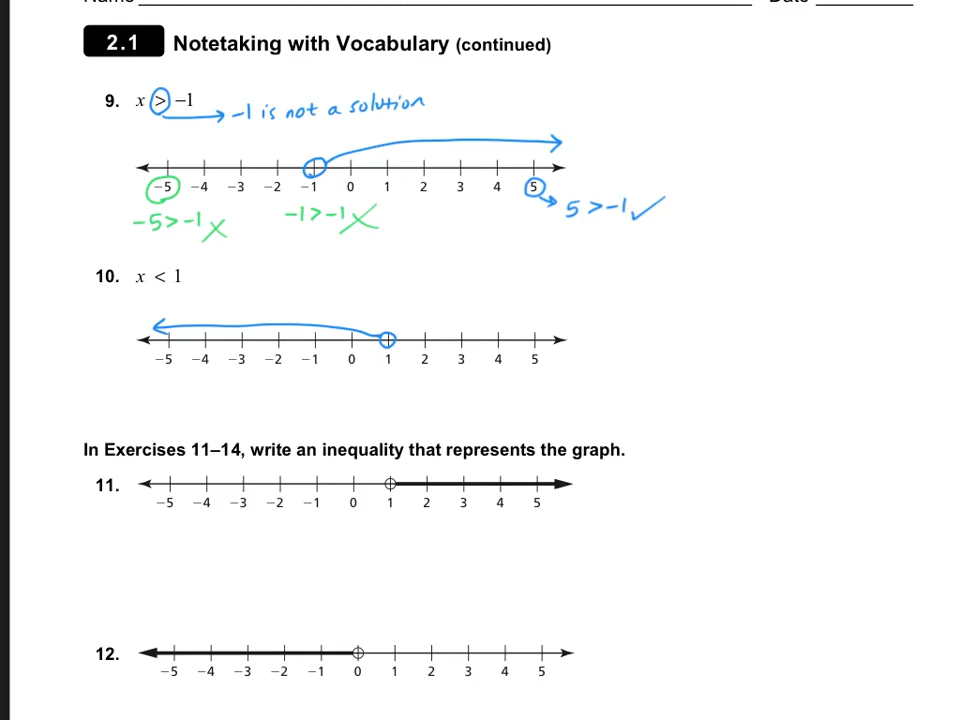 2.1 Notetaking with Vocabulary (continued)
9. x > −1
-1 is not a solution
−5 −4 −3 −2 −1 0 1 2 3 4 5
-5 > -1 ✗ -1 > -1 ✗ 5 > -1 ✓
10. x < 1
−5 −4 −3 −2 −1 0 1 2 3 4 5
In Exercises 11–14, write an inequality that represents the graph.
11.
−5 −4 −3 −2 −1 0 1 2 3 4 5
12.
−5 −4 −3 −2 −1 0 1 2 3 4 5